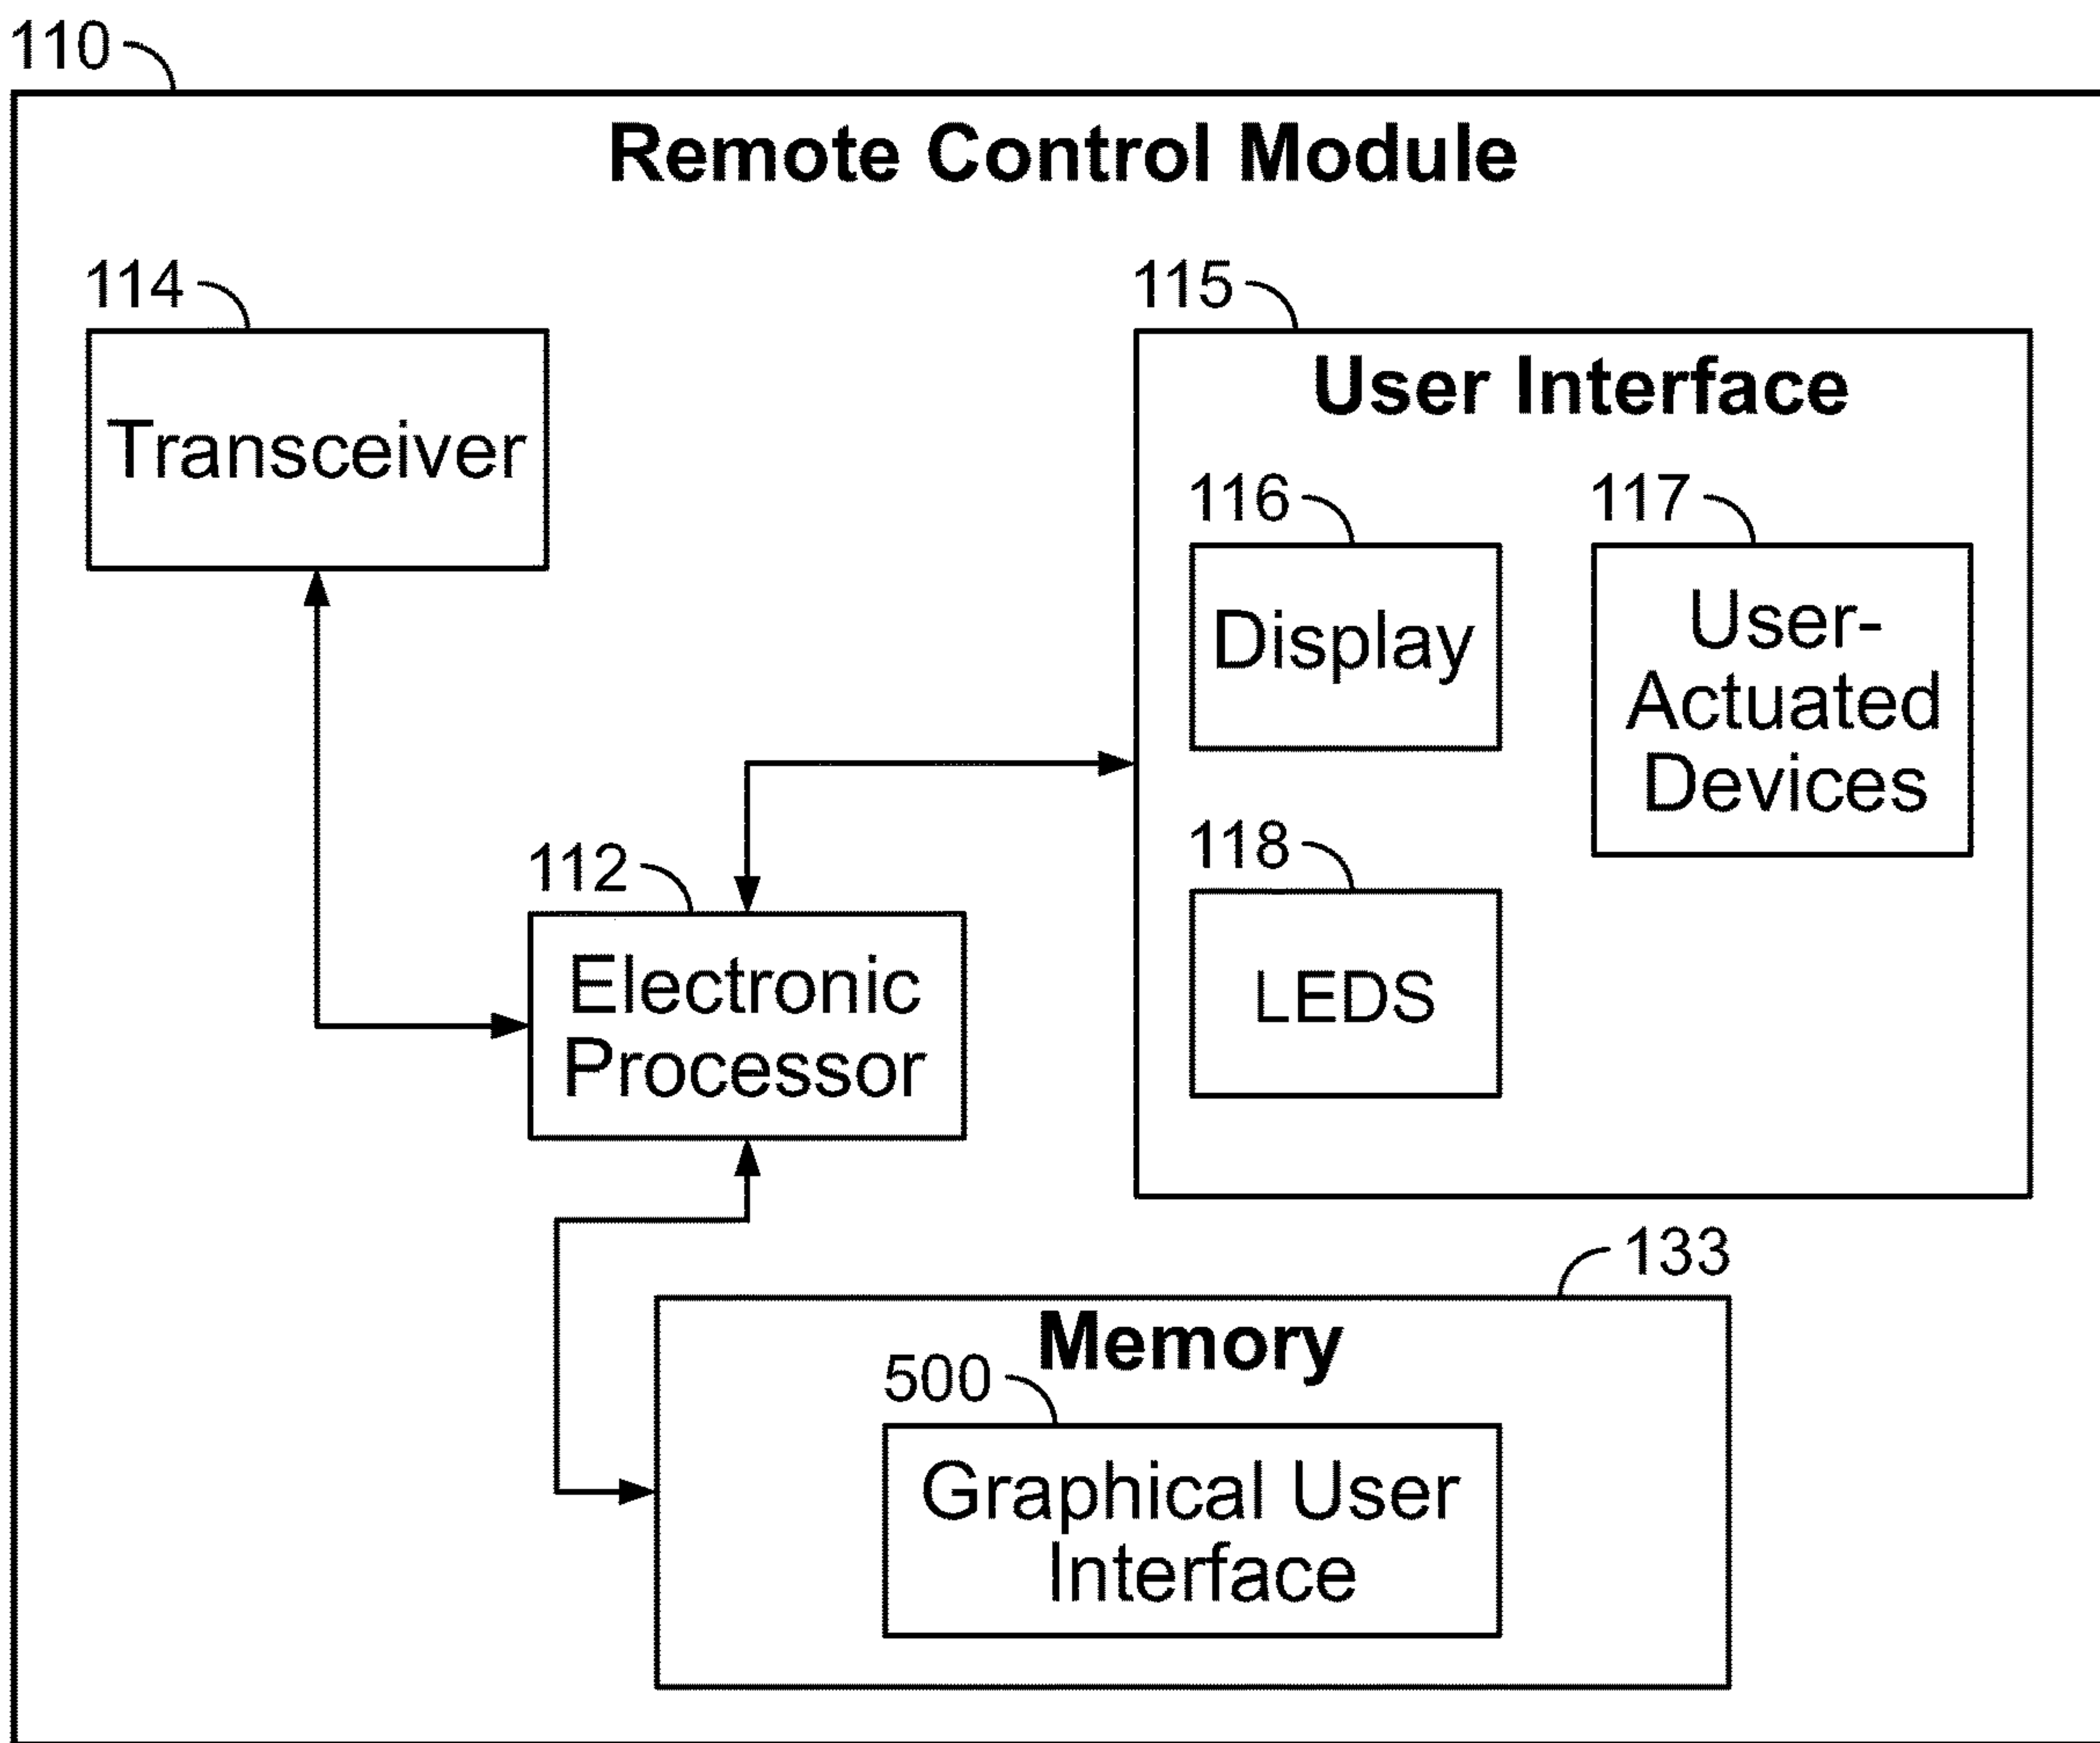 110
Remote Control Module
114
Transceiver
115
User Interface
116
Display
117
User-
Actuated
Devices
118
LEDS
112
Electronic
Processor
133
Memory
500
Graphical User
Interface